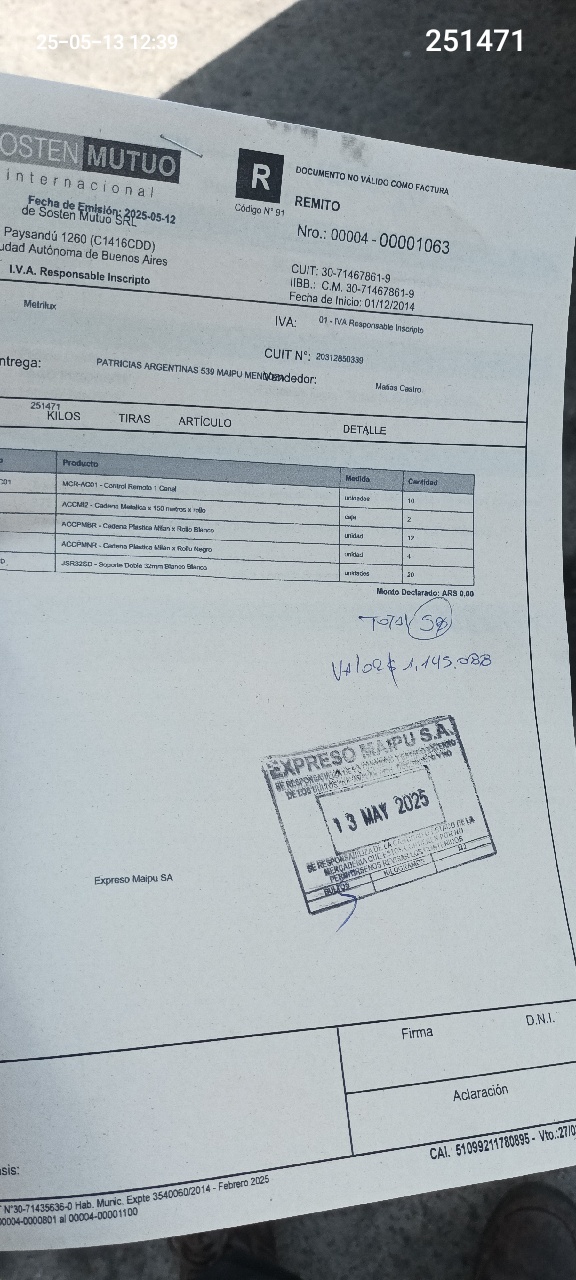 25-05-13 12:39
251471
OSTEN MUTUO
internacional
Fecha de Emisión: 2025-05-12
de Sosten Mutuo SRL
Paysandú 1260 (C1416CDD)
udad Autónoma de Buenos Aires
I.V.A. Responsable Inscripto
R
Código N° 91
DOCUMENTO NO VÁLIDO COMO FACTURA
REMITO
Nro.: 00004 - 00001063
CUIT: 30-71467861-9
IIBB.: C.M. 30-71467861-9
Fecha de Inicio: 01/12/2014
Metrilux
IVA: 01 - IVA Responsable Inscripto
CUIT N°: 20312850339
ntrega: PATRICIAS ARGENTINAS 539 MAIPU
Vendedor: Matias Castro
251471
KILOS TIRAS ARTÍCULO DETALLE
Producto Medida Cantidad
C01 MCR-AC01 - Control Remoto 1 Canal unidades 10
ACCMI2 - Cadena Metalica x 150 metros x rollo caja 2
ACCPMBR - Cadena Plastica Milan x Rollo Blanco unidad 12
ACCPMNR - Cadena Plastica Milan x Rollo Negro unidad 4
D JSR32SD - Soporte Doble 32mm Blanco Blanco unidades 20
Monto Declarado: ARS 0,00
Total
Valor $ 1.145.088
EXPRESO MAIPU S.A.
13 MAY 2025
BULTOS KILOGRAMOS
Expreso Maipu SA
Firma D.N.I.
Aclaración
CAI. 51099211780895 - Vto.:27/0
sis:
N°30-71435636-0 Hab. Munic. Expte 3540060/2014 - Febrero 2025
00004-0000801 al 00004-00001100